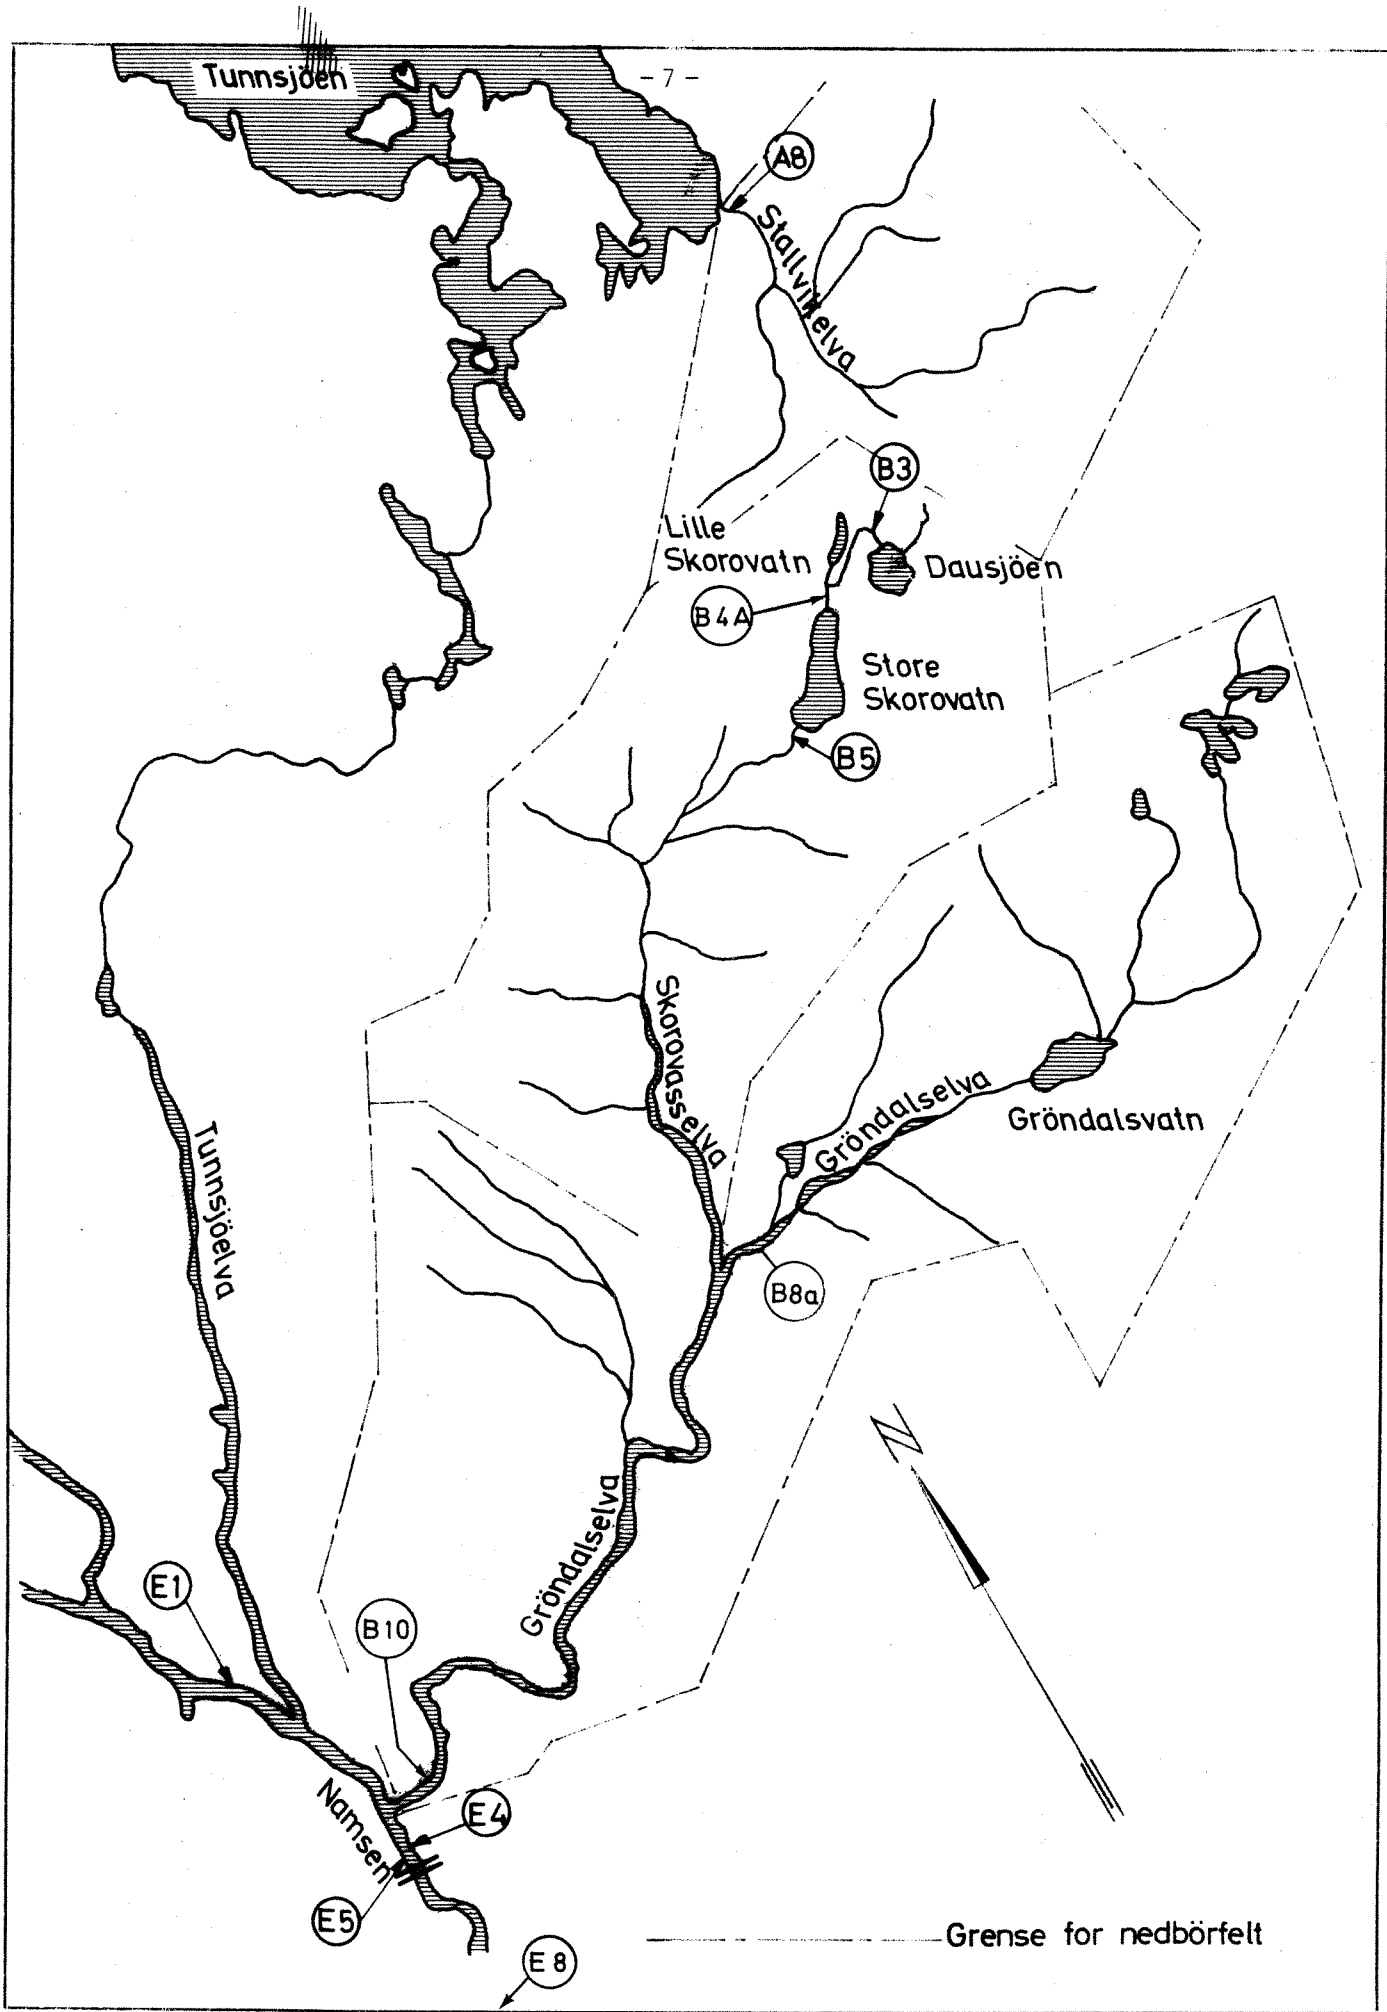 -7-
Tunnsjöen
A8
Stallvikelva
B3
Lille
Skorovatn
Dausjöen
B4A
Store
Skorovatn
B5
Skorovasselva
Gröndalselva
Gröndalsvatn
Tunnsjöelva
B8a
N
Gröndalselva
E1
B10
Namsen
E4
E5
Grense for nedbörfelt
E8